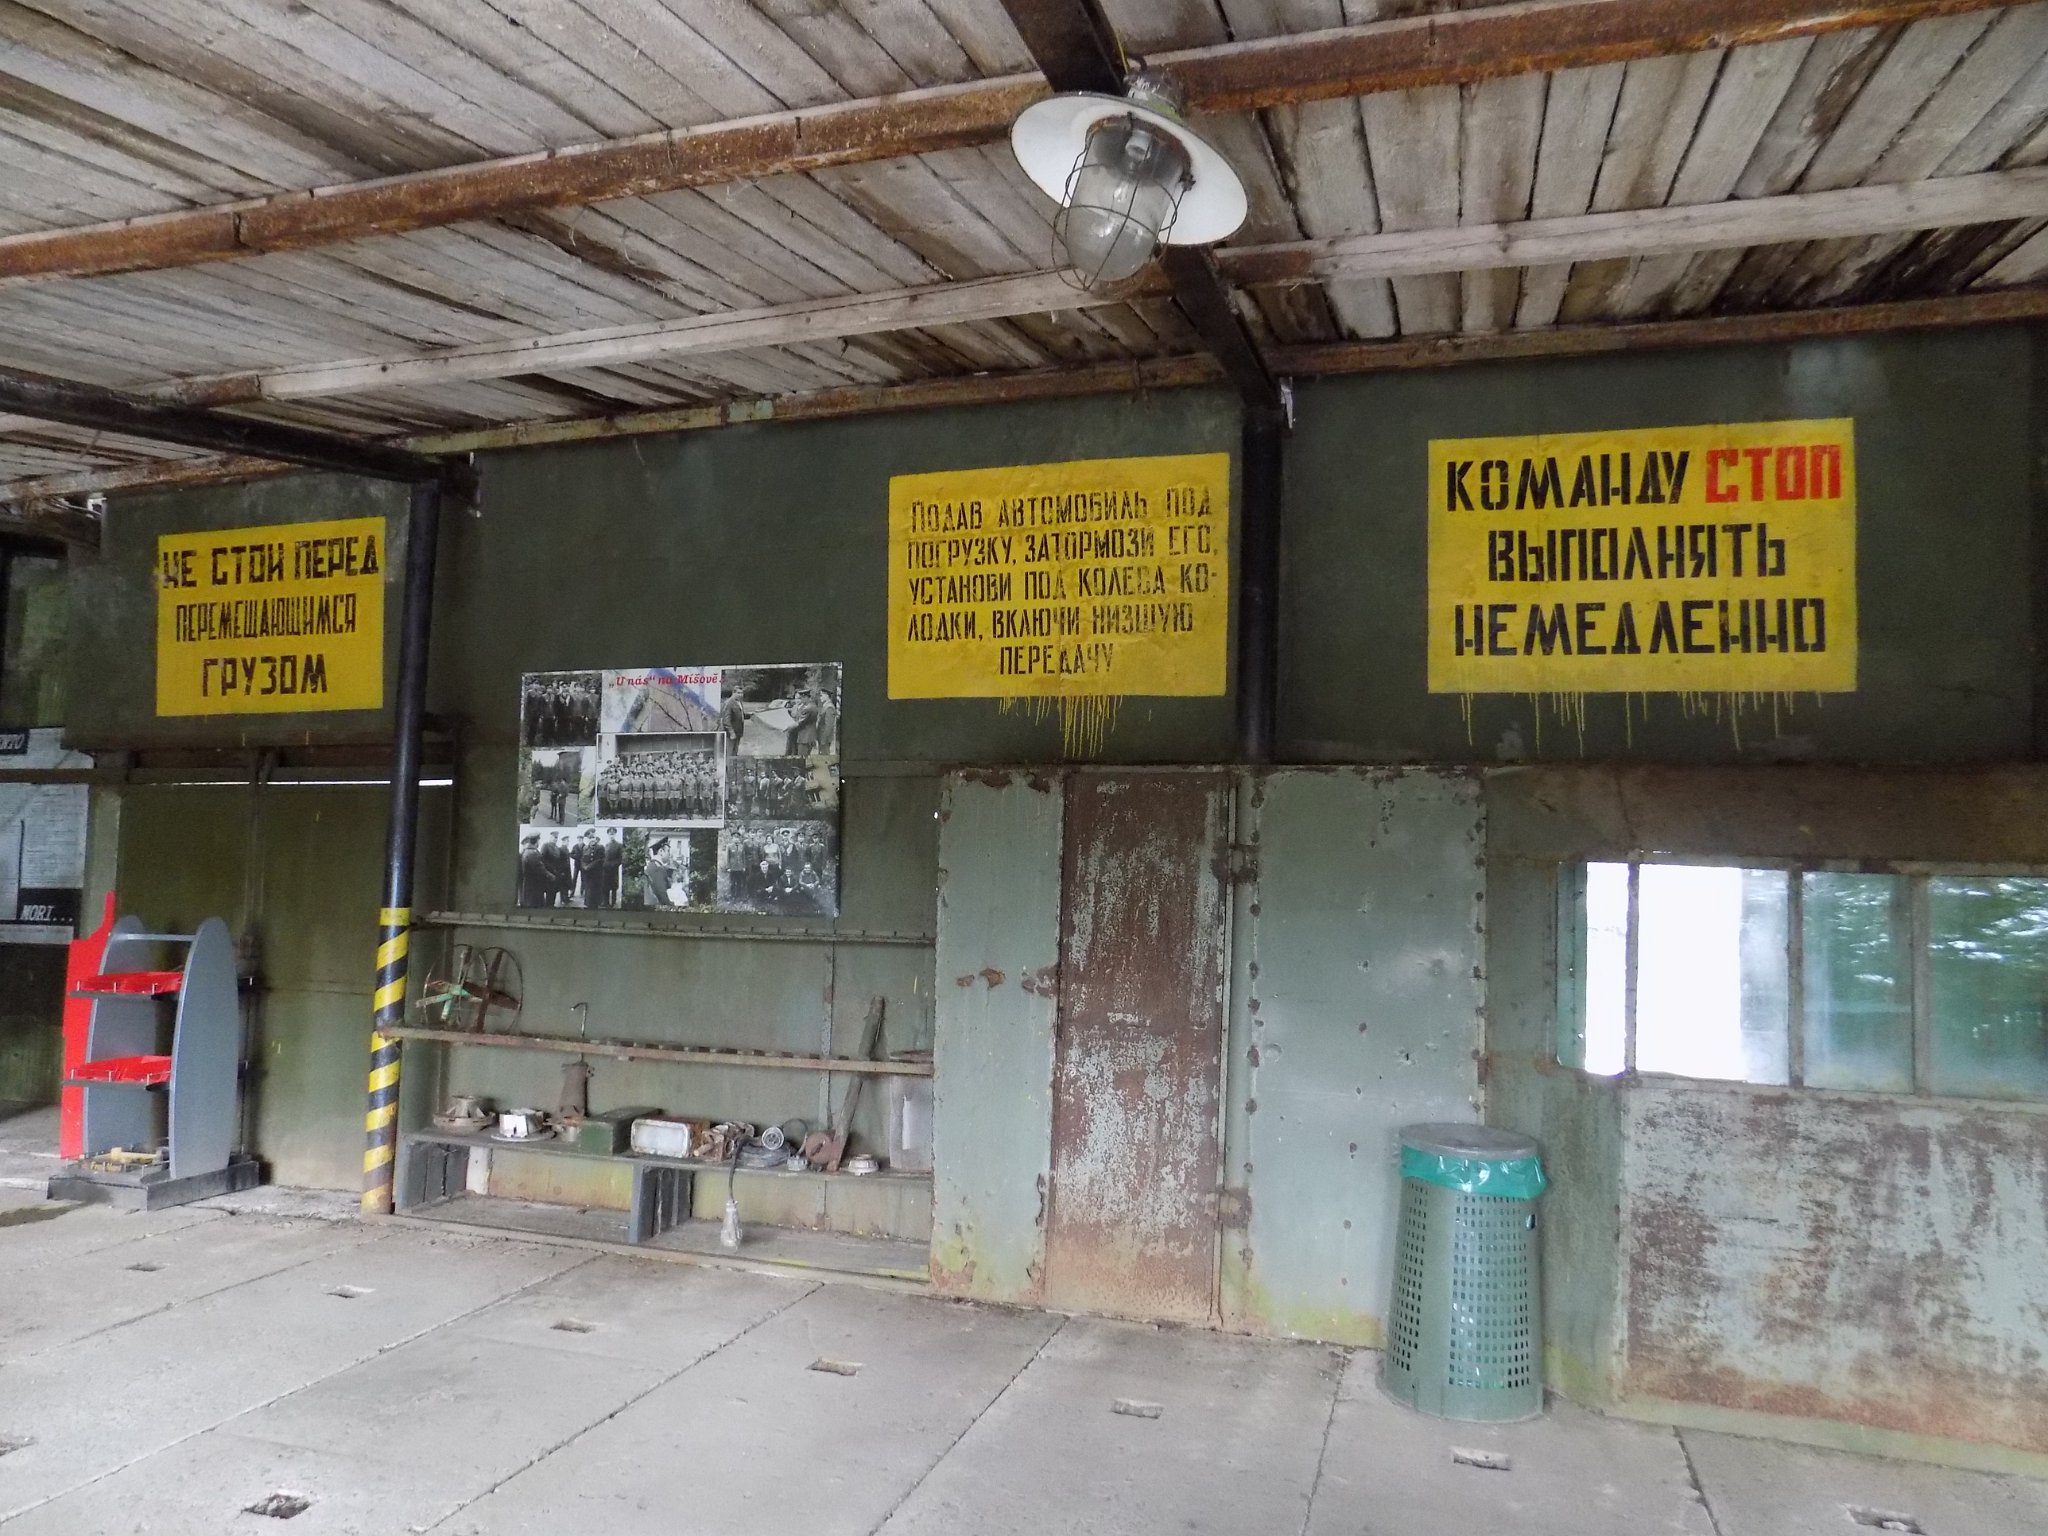 НЕ СТОЙ ПЕРЕД
ПЕРЕМЕЩАЮЩИМСЯ
ГРУЗОМ
„U nás“ na Míšově.
ПОДАВ АВТОМОБИЛЬ ПОД
ПОГРУЗКУ, ЗАТОРМОЗИ ЕГО,
УСТАНОВИ ПОД КОЛЕСА КО-
ЛОДКИ, ВКЛЮЧИ НИЗШУЮ
ПЕРЕДАЧУ
КОМАНДУ СТОП
ВЫПОЛНЯТЬ
НЕМЕДЛЕННО
MORI...